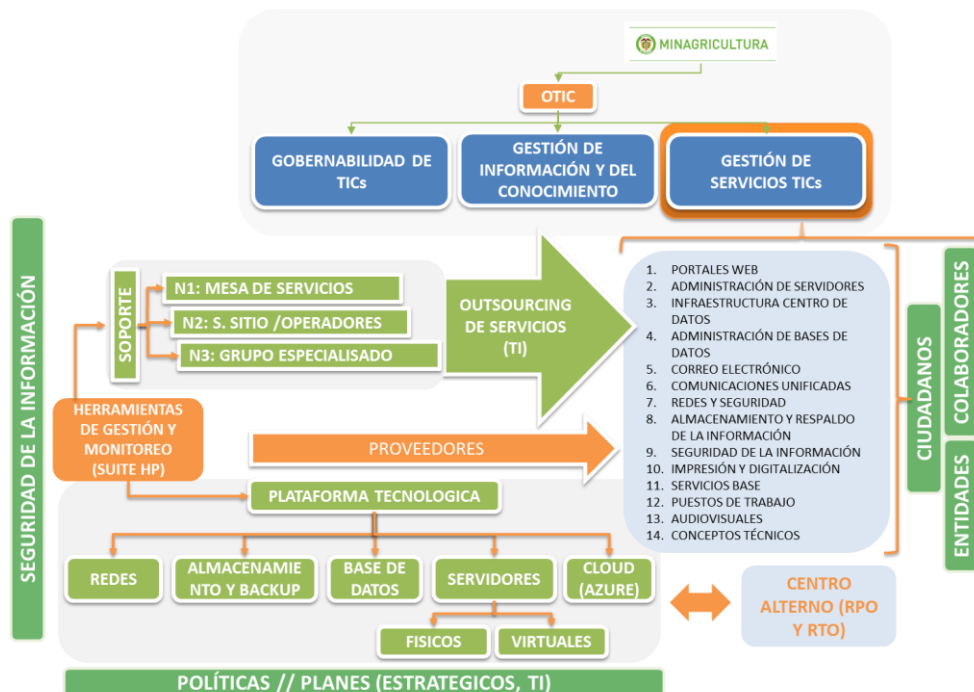 MINAGRICULTURA
OTIC
GOBERNABILIDAD DE
TICs
GESTIÓN DE
INFORMACIÓN Y DEL
CONOCIMIENTO
GESTIÓN DE
SERVICIOS TICs
SEGURIDAD DE LA INFORMACIÓN
SOPORTE
N1: MESA DE SERVICIOS
N2: S. SITIO /OPERADORES
N3: GRUPO ESPECIALISADO
OUTSOURCING
DE SERVICIOS
(TI)
1. PORTALES WEB
2. ADMINISTRACIÓN DE SERVIDORES
3. INFRAESTRUCTURA CENTRO DE
DATOS
4. ADMINISTRACIÓN DE BASES DE
DATOS
5. CORREO ELECTRÓNICO
6. COMUNICACIONES UNIFICADAS
7. REDES Y SEGURIDAD
8. ALMACENAMIENTO Y RESPALDO
DE LA INFORMACIÓN
9. SEGURIDAD DE LA INFORMACIÓN
10. IMPRESIÓN Y DIGITALIZACIÓN
11. SERVICIOS BASE
12. PUESTOS DE TRABAJO
13. AUDIOVISUALES
14. CONCEPTOS TÉCNICOS
CIUDADANOS
COLABORADORES
ENTIDADES
HERRAMIENTAS
DE GESTIÓN Y
MONITOREO
(SUITE HP)
PROVEEDORES
PLATAFORMA TECNOLOGICA
REDES
ALMACENAMIE
NTO Y BACKUP
BASE DE
DATOS
SERVIDORES
CLOUD
(AZURE)
FISICOS
VIRTUALES
CENTRO
ALTERNO (RPO
Y RTO)
POLÍTICAS // PLANES (ESTRATEGICOS, TI)